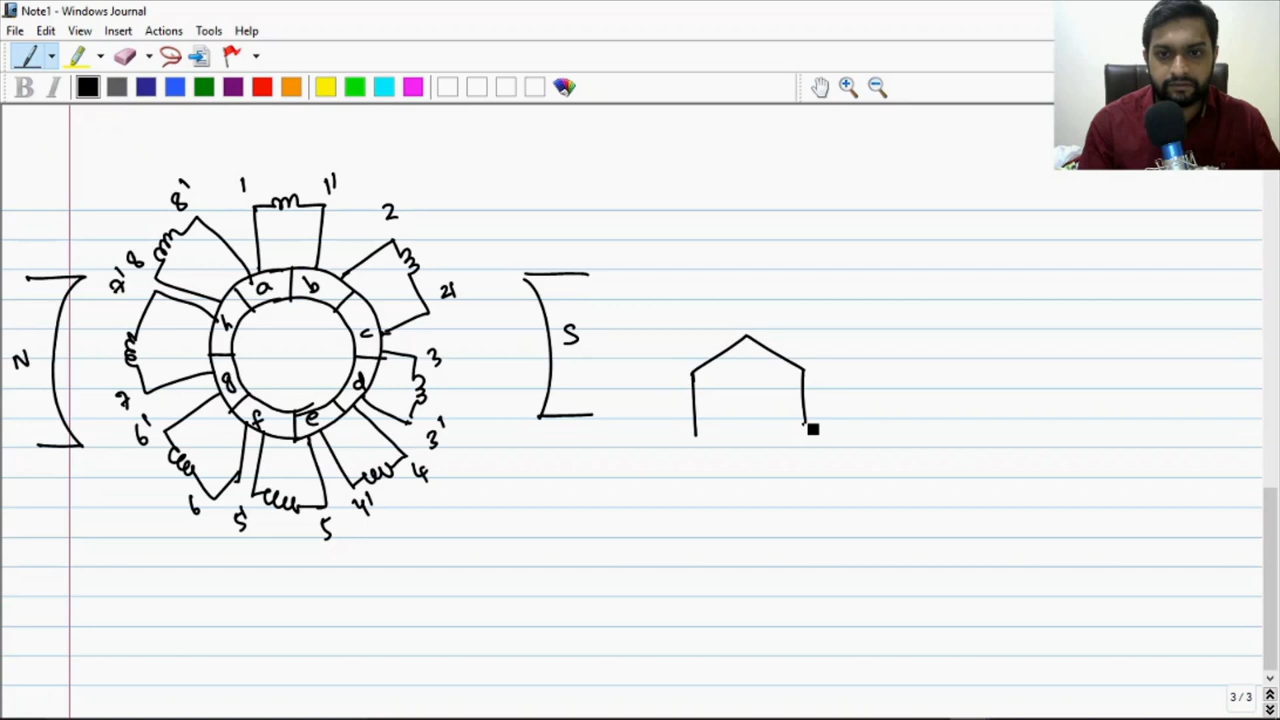 Note1 - Windows Journal
File Edit View Insert Actions Tools Help
B I
8' 1 1' 2
8
7'
a b
h c 2'
N S
g d 3
7
f e
6' 3'
6 5' 4' 4
5
3 / 3